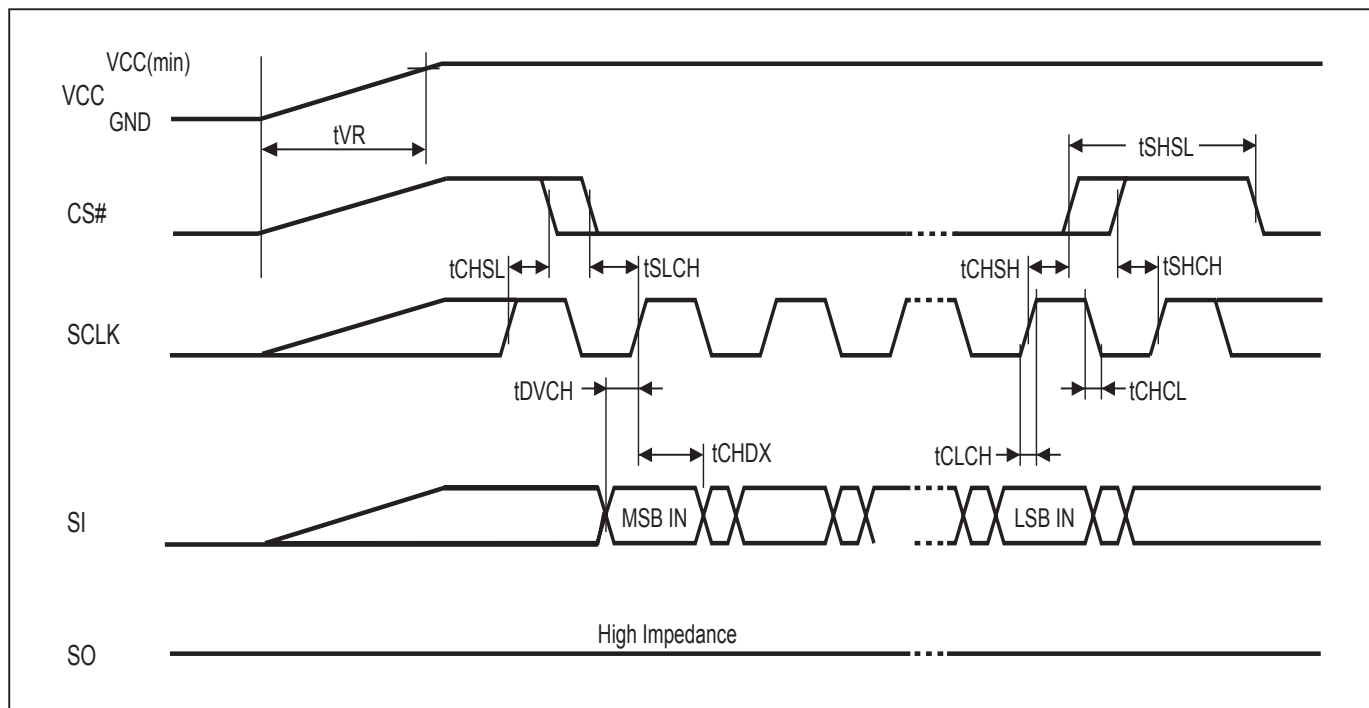 VCC(min)
VCC
GND
tVR
tSHSL
CS#
tCHSL
tSLCH
tCHSH
tSHCH
SCLK
tDVCH
tCHCL
tCHDX
tCLCH
SI
MSB IN
LSB IN
High Impedance
SO